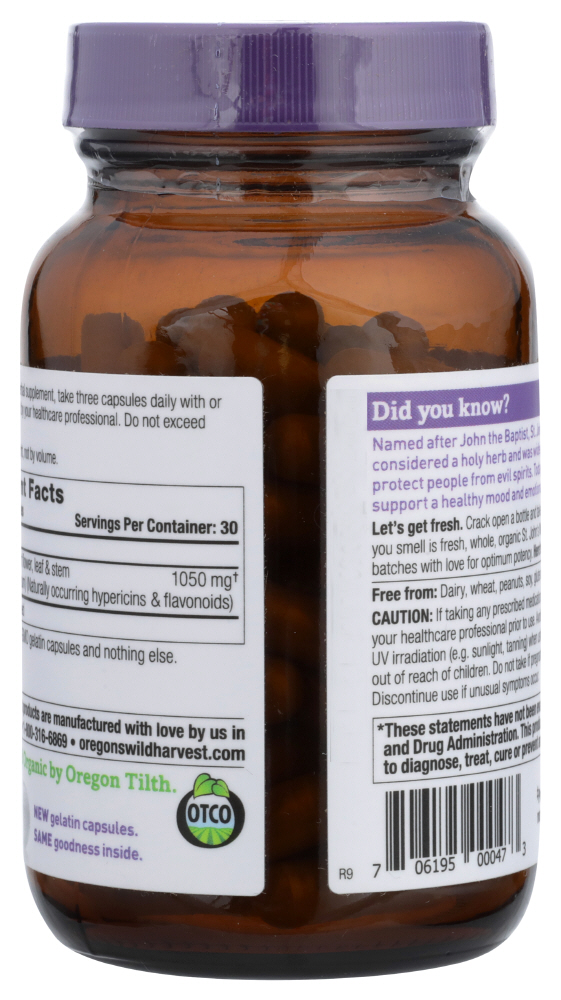 supplement, take three capsules daily with or
your healthcare professional. Do not exceed
not by volume.
Facts
Servings Per Container: 30
leaf & stem
1050 mg†
(Naturally occurring hypericins & flavonoids)
gelatin capsules and nothing else.
products are manufactured with love by us in
-800-316-6869 • oregonswildharvest.com
Organic by Oregon Tilth.
OTCO
NEW gelatin capsules.
SAME goodness inside.
Did you know?
Named after John the Baptist, St.
considered a holy herb and was
protect people from evil spirits.
support a healthy mood and
Let's get fresh. Crack open a bottle and
you smell is fresh, whole, organic St.
batches with love for optimum potency.
Free from: Dairy, wheat, peanuts, soy,
CAUTION: If taking any prescribed
your healthcare professional prior to use.
UV irradiation (e.g. sunlight, tanning) when
out of reach of children. Do not take if
Discontinue use if unusual symptoms occur.
*These statements have not been
and Drug Administration. This
to diagnose, treat, cure or prevent
R9
7 06195 00047 3